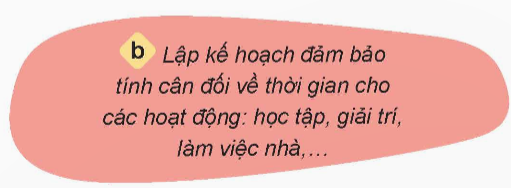 b Lập kế hoạch đảm bảo
tính cân đối về thời gian cho
các hoạt động: học tập, giải trí,
làm việc nhà,...